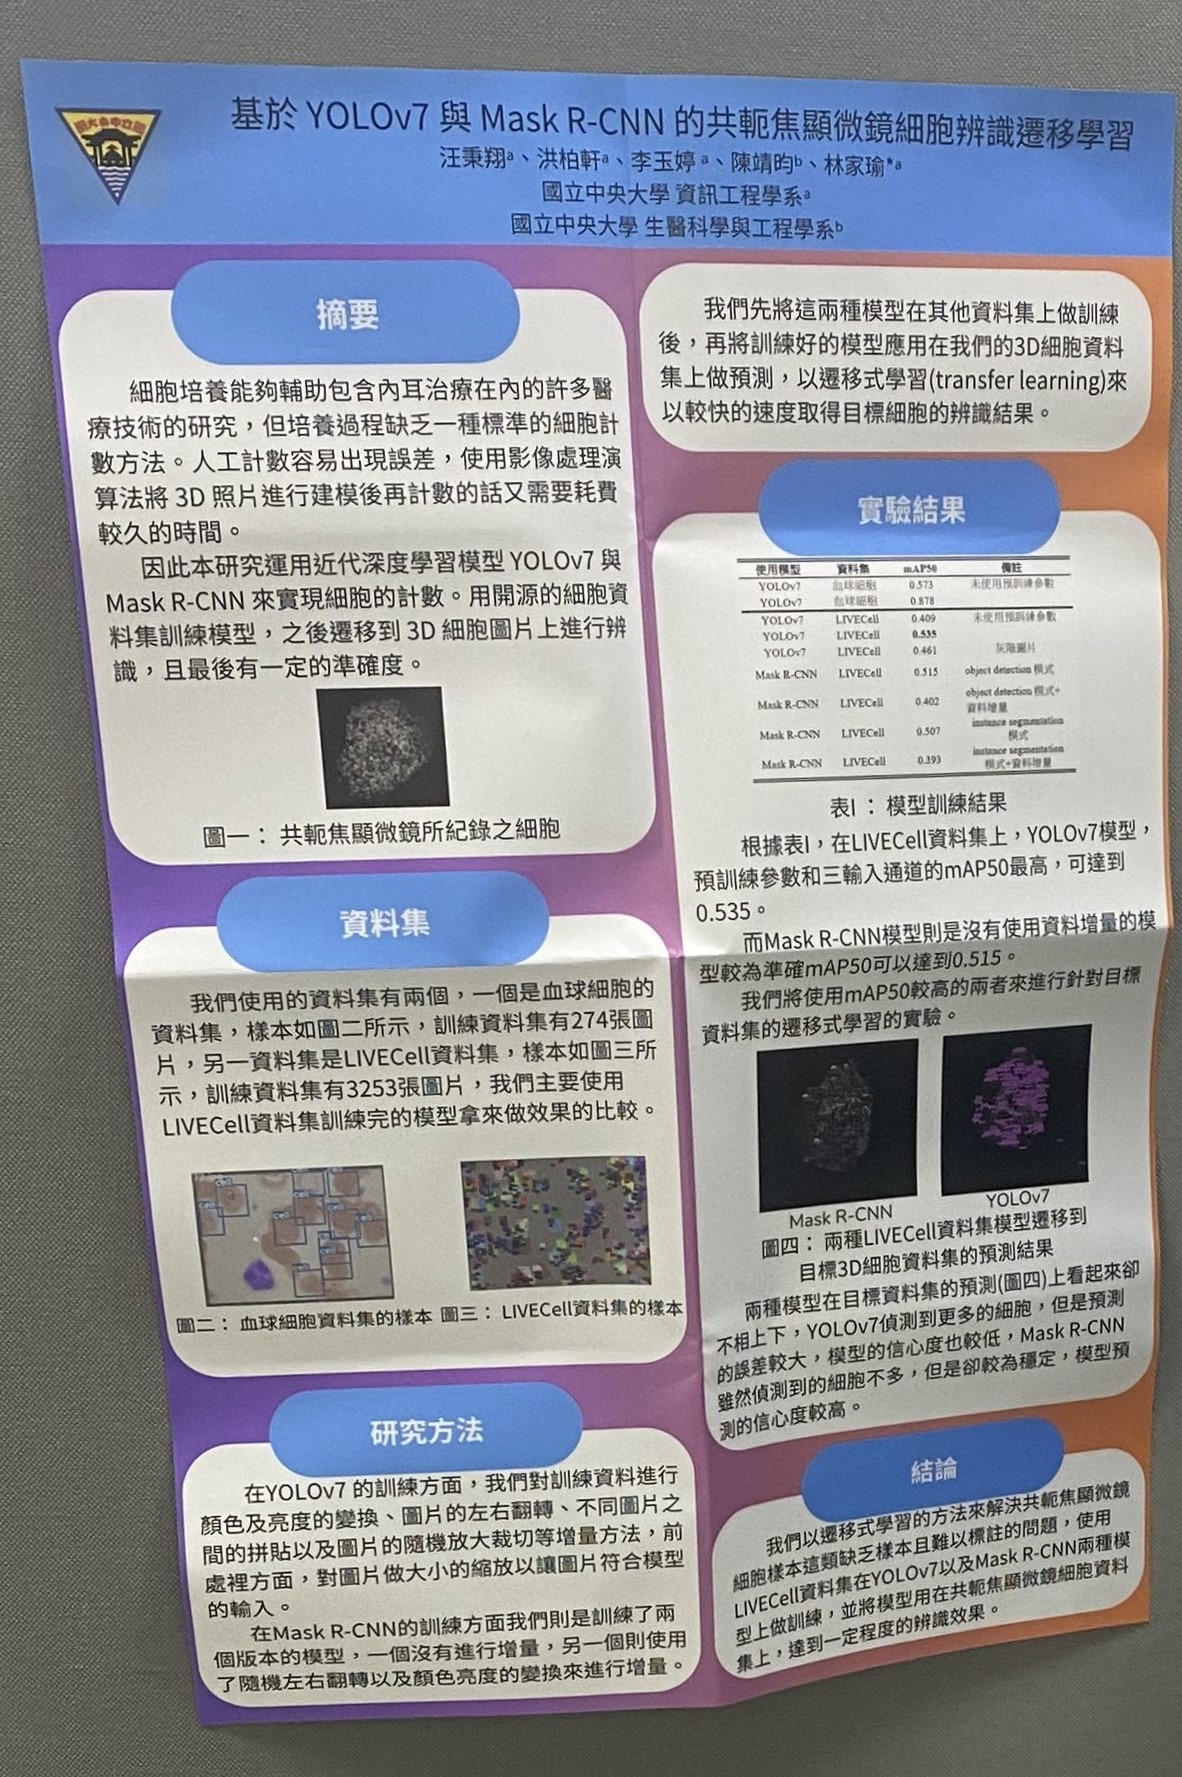 基於 YOLOv7 與 Mask R-CNN 的共軛焦顯微鏡細胞辨識遷移學習
汪秉翔ᵃ、洪柏軒ᵃ、李玉婷ᵃ、陳靖昀ᵇ、林家瑜*ᵃ
國立中央大學 資訊工程學系ᵃ
國立中央大學 生醫科學與工程學系ᵇ
摘要
細胞培養能夠輔助包含內耳治療在內的許多醫
療技術的研究，但培養過程缺乏一種標準的細胞計
數方法。人工計數容易出現誤差，使用影像處理演
算法將 3D 照片進行建模後再計數的話又需要耗費
較久的時間。
因此本研究運用近代深度學習模型 YOLOv7 與
Mask R-CNN 來實現細胞的計數。用開源的細胞資
料集訓練模型，之後遷移到 3D 細胞圖片上進行辨
識，且最後有一定的準確度。
圖一： 共軛焦顯微鏡所紀錄之細胞
資料集
我們使用的資料集有兩個，一個是血球細胞的
資料集，樣本如圖二所示，訓練資料集有274張圖
片，另一資料集是LIVECell資料集，樣本如圖三所
示，訓練資料集有3253張圖片，我們主要使用
LIVECell資料集訓練完的模型拿來做效果的比較。
圖二： 血球細胞資料集的樣本 圖三： LIVECell資料集的樣本
研究方法
在YOLOv7 的訓練方面，我們對訓練資料進行
顏色及亮度的變換、圖片的左右翻轉、不同圖片之
間的拼貼以及圖片的隨機放大裁切等增量方法，前
處裡方面，對圖片做大小的縮放以讓圖片符合模型
的輸入。
在Mask R-CNN的訓練方面我們則是訓練了兩
個版本的模型，一個沒有進行增量，另一個則使用
了隨機左右翻轉以及顏色亮度的變換來進行增量。
我們先將這兩種模型在其他資料集上做訓練
後，再將訓練好的模型應用在我們的3D細胞資料
集上做預測，以遷移式學習(transfer learning)來
以較快的速度取得目標細胞的辨識結果。
實驗結果
使用模型 資料集 mAP50 備註
YOLOv7 血球細胞 0.573 未使用預訓練參數
YOLOv7 血球細胞 0.878
YOLOv7 LIVECell 0.409 未使用預訓練參數
YOLOv7 LIVECell 0.535
YOLOv7 LIVECell 0.461 灰階圖片
Mask R-CNN LIVECell 0.515 object detection 模式
Mask R-CNN LIVECell 0.402 object detection 模式+
資料增量
Mask R-CNN LIVECell 0.507 instance segmentation
模式
Mask R-CNN LIVECell 0.393 instance segmentation
模式+資料增量
表I ： 模型訓練結果
根據表I，在LIVECell資料集上，YOLOv7模型，
預訓練參數和三輸入通道的mAP50最高，可達到
0.535。
而Mask R-CNN模型則是沒有使用資料增量的模
型較為準確mAP50可以達到0.515。
我們將使用mAP50較高的兩者來進行針對目標
資料集的遷移式學習的實驗。
Mask R-CNN YOLOv7
圖四： 兩種LIVECell資料集模型遷移到
目標3D細胞資料集的預測結果
兩種模型在目標資料集的預測(圖四)上看起來卻
不相上下，YOLOv7偵測到更多的細胞，但是預測
的誤差較大，模型的信心度也較低，Mask R-CNN
雖然偵測到的細胞不多，但是卻較為穩定，模型預
測的信心度較高。
結論
我們以遷移式學習的方法來解決共軛焦顯微鏡
細胞樣本這類缺乏樣本且難以標註的問題，使用
LIVECell資料集在YOLOv7以及Mask R-CNN兩種模
型上做訓練，並將模型用在共軛焦顯微鏡細胞資料
集上，達到一定程度的辨識效果。